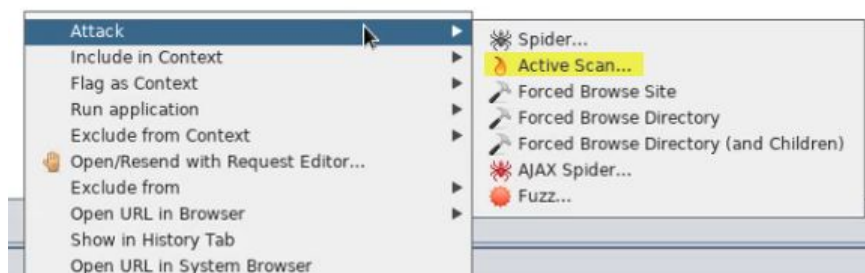 Attack
Include in Context
Flag as Context
Run application
Exclude from Context
Open/Resend with Request Editor...
Exclude from
Open URL in Browser
Show in History Tab
Open URL in System Browser
Spider...
Active Scan...
Forced Browse Site
Forced Browse Directory
Forced Browse Directory (and Children)
AJAX Spider...
Fuzz...